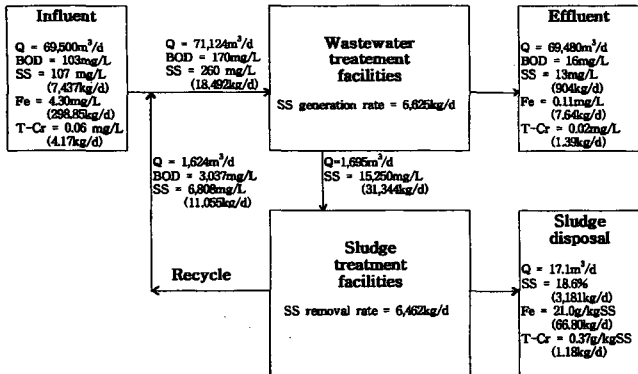 Influent
Q = 69,500m³/d
BOD = 103mg/L
SS = 107 mg/L
(7,437kg/d)
Fe = 4.30mg/L
(298.85kg/d)
T-Cr = 0.06 mg/L
(4.17kg/d)
Q = 71,124m³/d
BOD = 170mg/L
SS = 260 mg/L
(18,492kg/d)
Wastewater
treatement
facilities
SS generation rate = 6,625kg/d
Effluent
Q = 69,480m³/d
BOD = 16mg/L
SS = 13mg/L
(904kg/d)
Fe = 0.11mg/L
(7.64kg/d)
T-Cr = 0.02mg/L
(1.39kg/d)
Q = 1,624m³/d
BOD = 3,037mg/L
SS = 6,808mg/L
(11,055kg/d)
Q=1,695m³/d
SS = 15,250mg/L
(31,344kg/d)
Recycle
Sludge
treatment
facilities
SS removal rate = 6,462kg/d
Sludge
disposal
Q = 17.1m³/d
SS = 18.6%
(3,181kg/d)
Fe = 21.0g/kgSS
(66.80kg/d)
T-Cr = 0.37g/kgSS
(1.18kg/d)